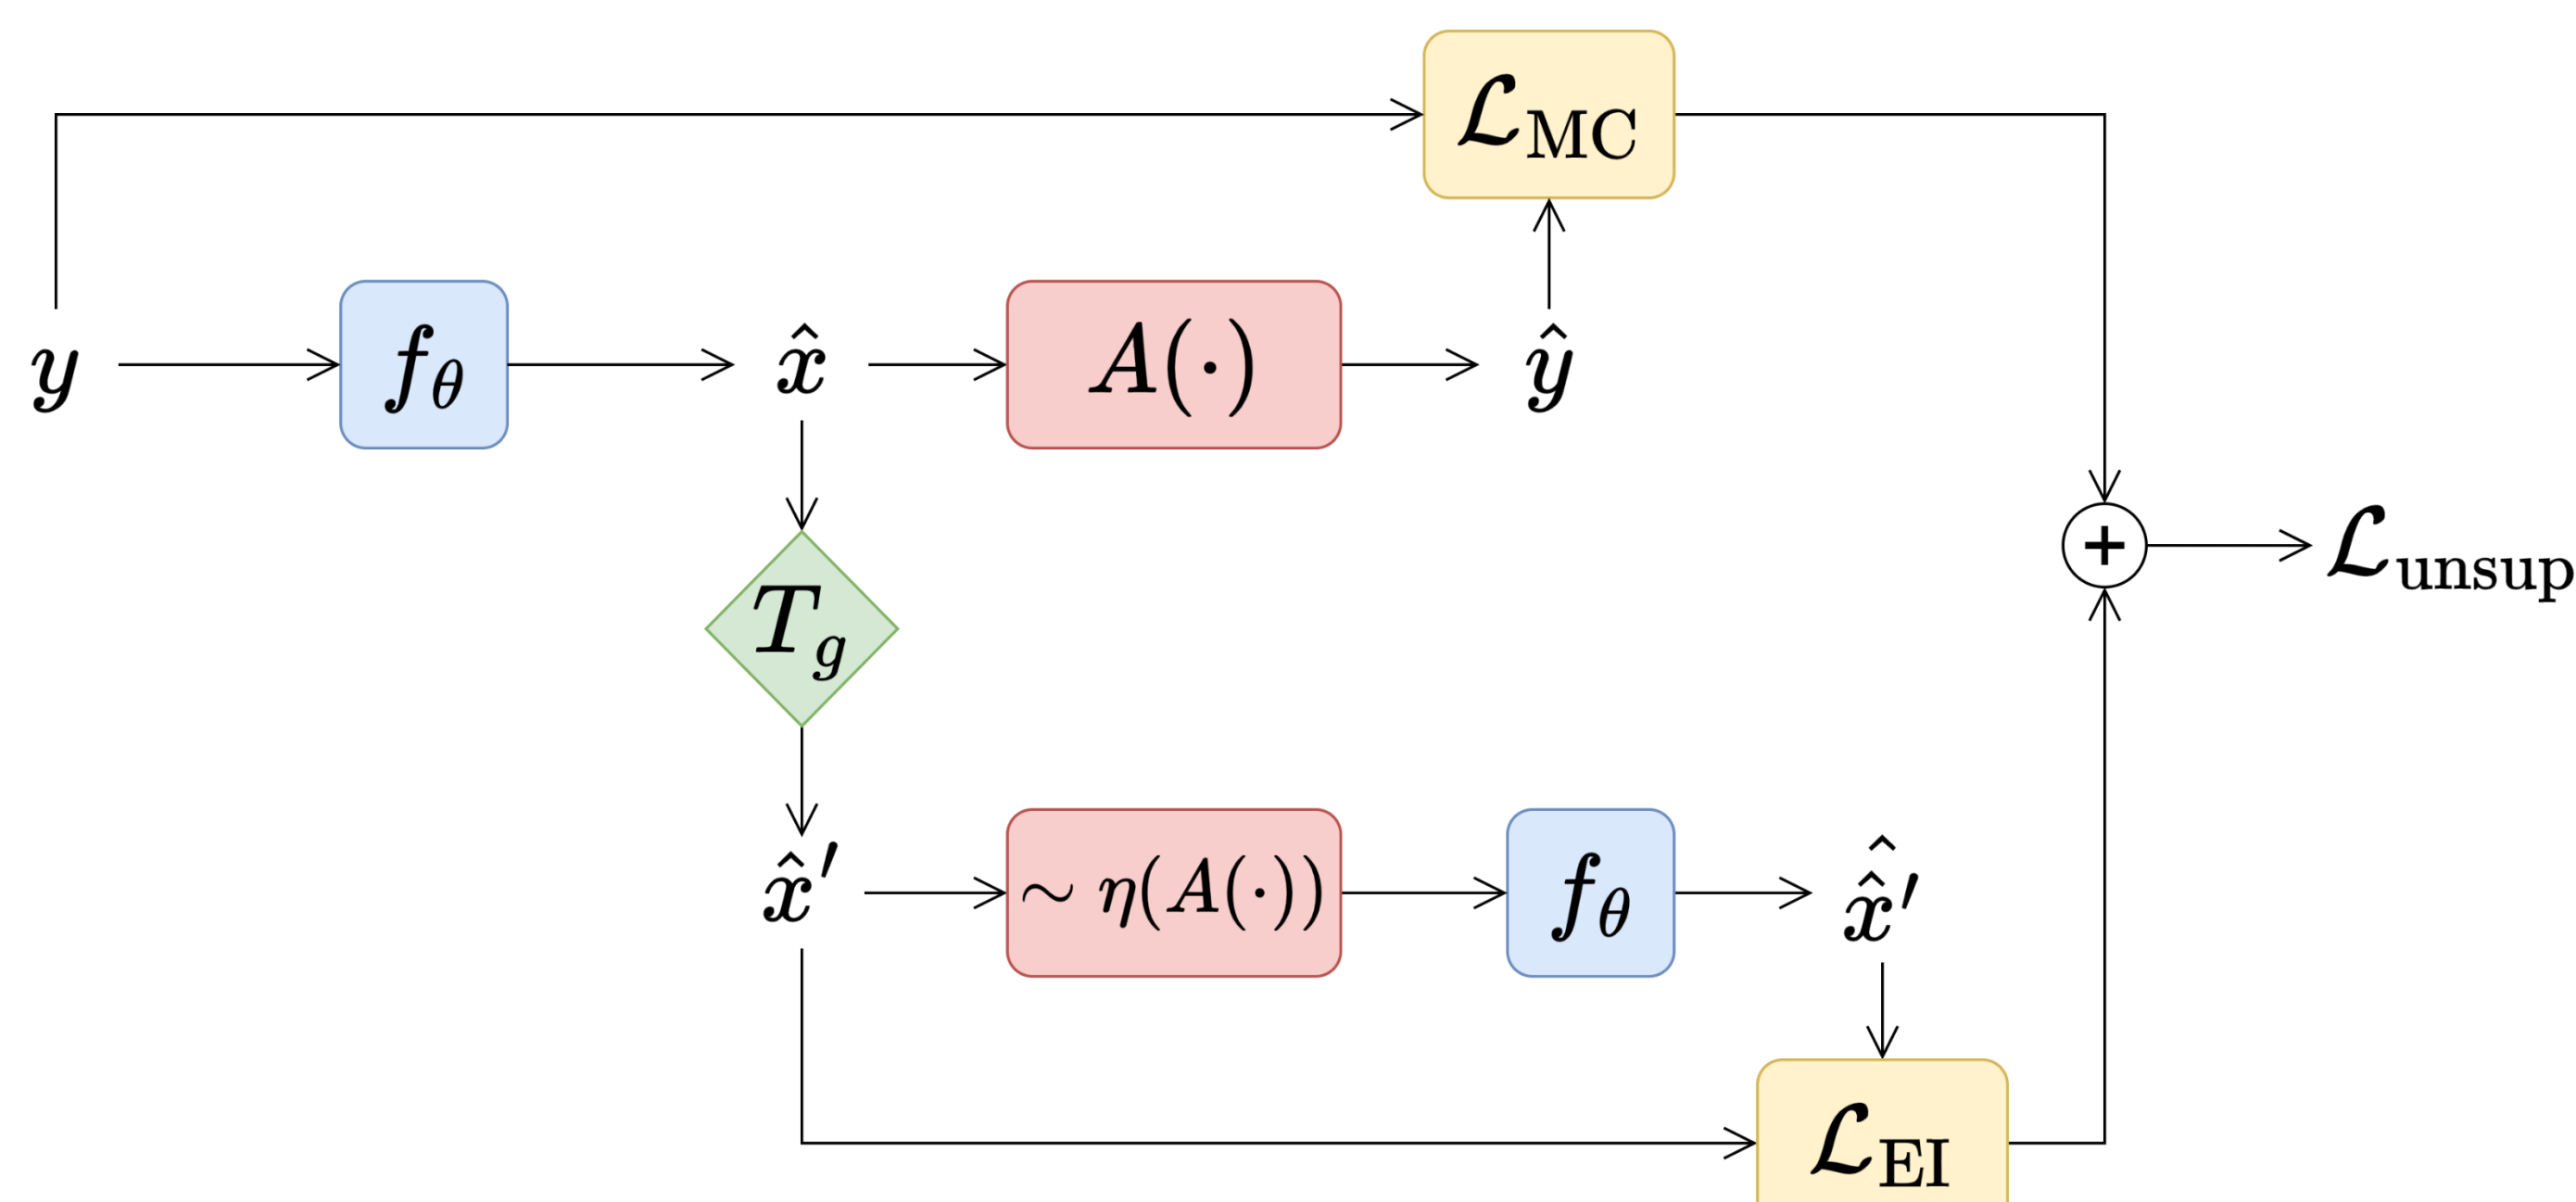 𝓛_MC
y
f_θ
x̂
A(·)
ŷ
+
𝓛_unsup
T_g
x̂′
∼ η(A(·))
f_θ
x̂̂′
𝓛_EI